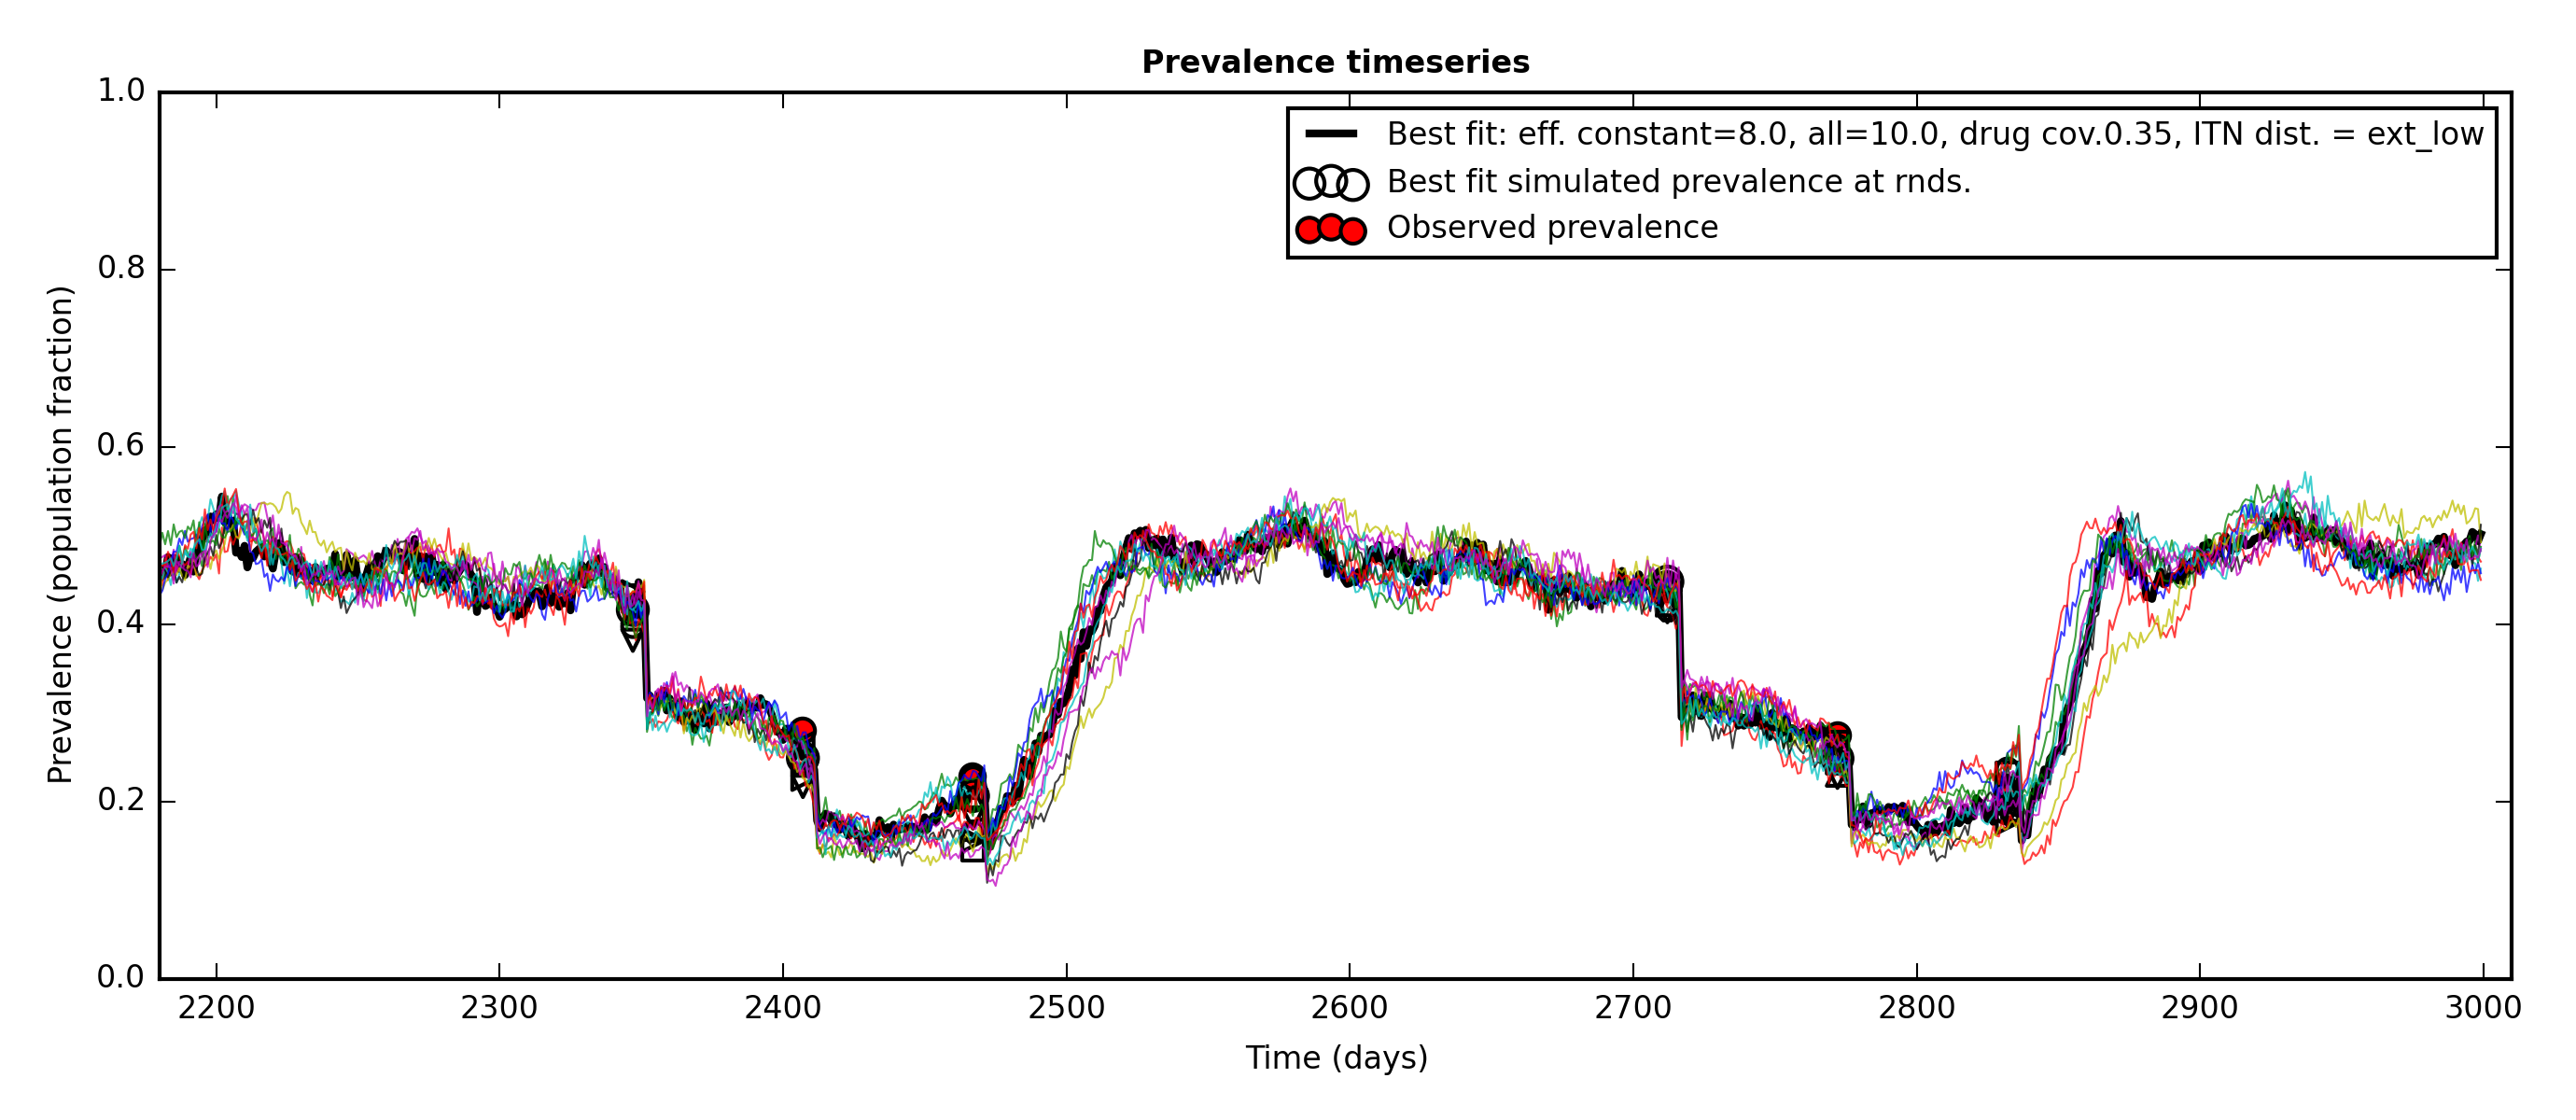 Prevalence timeseries
1.0
0.8
0.6
0.4
0.2
0.0
Prevalence (population fraction)
Best fit: eff. constant=8.0, all=10.0, drug cov.0.35, ITN dist. = ext_low
Best fit simulated prevalence at rnds.
Observed prevalence
2200 2300 2400 2500 2600 2700 2800 2900 3000
Time (days)